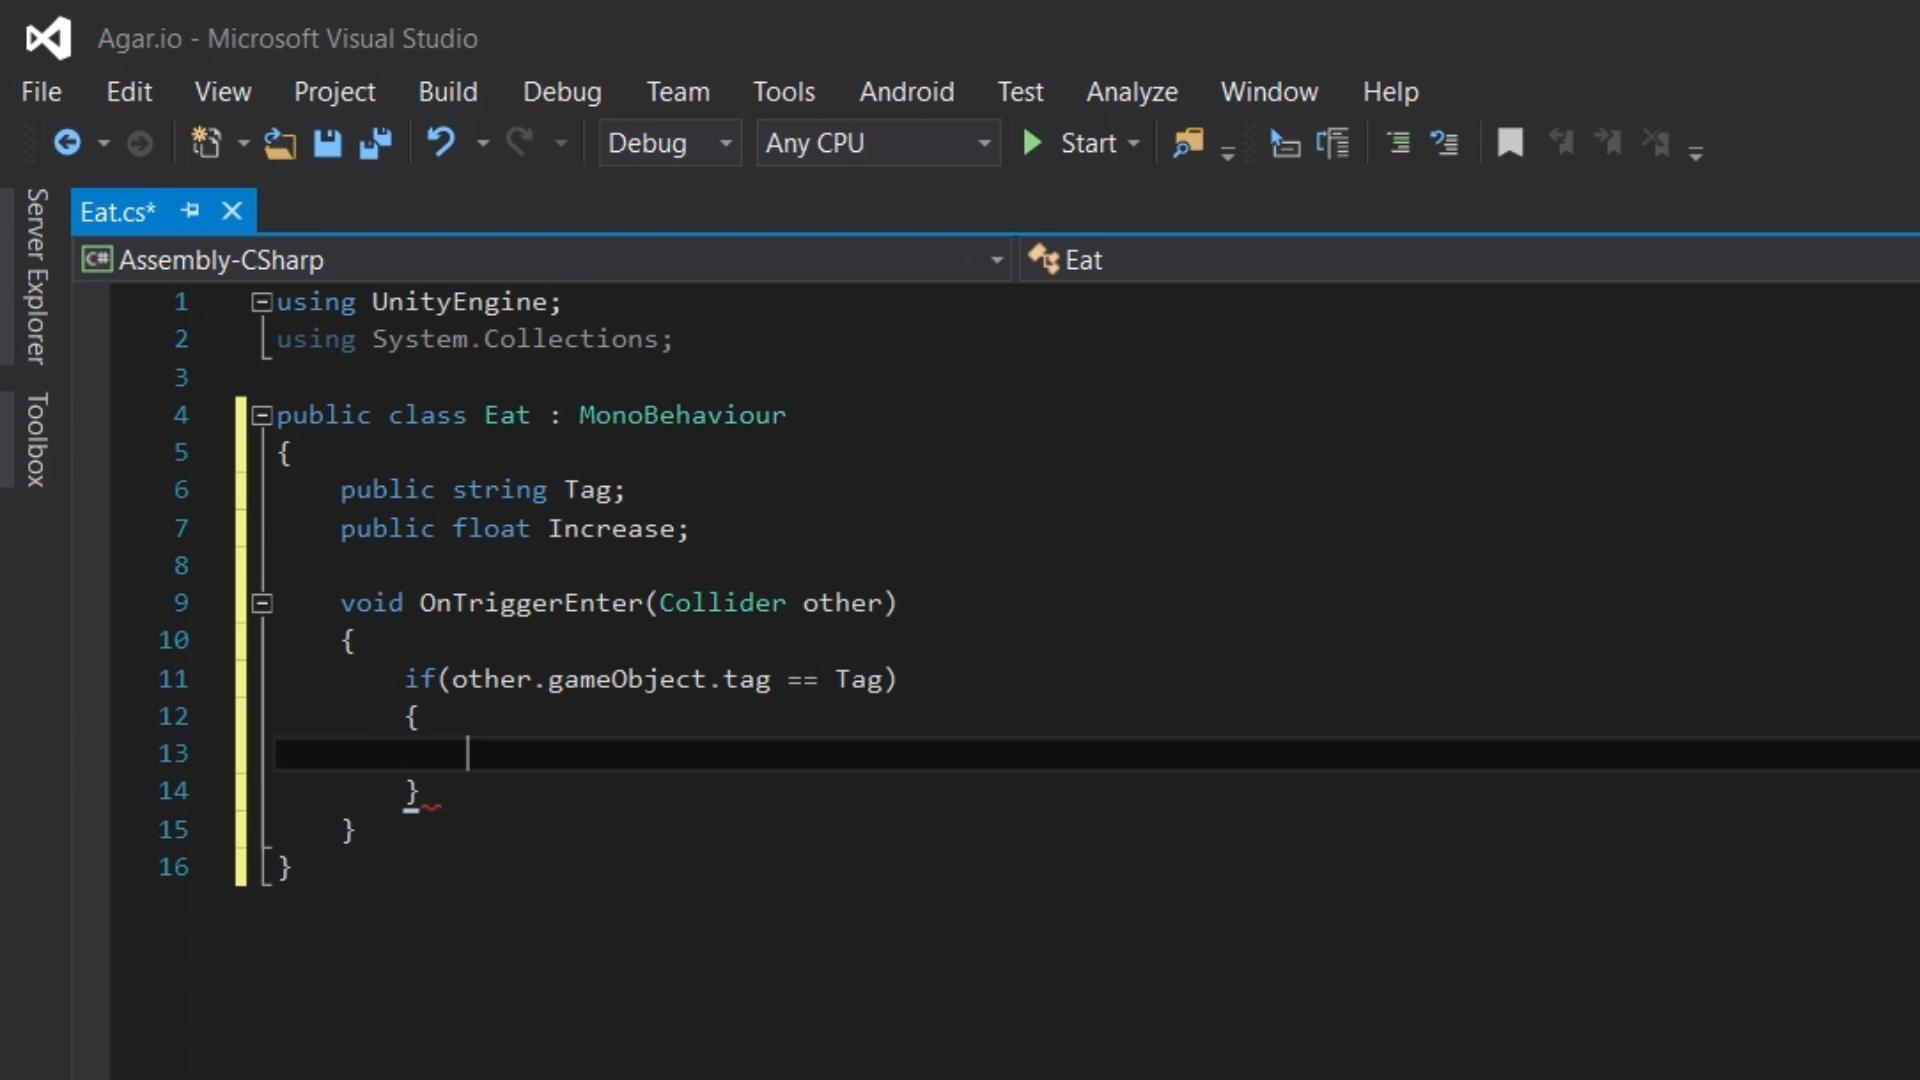 Agar.io - Microsoft Visual Studio
File Edit View Project Build Debug Team Tools Android Test Analyze Window Help
Debug Any CPU Start
Server Explorer
Toolbox
Eat.cs*
C# Assembly-CSharp Eat
1 using UnityEngine;
2 using System.Collections;
3
4 public class Eat : MonoBehaviour
5 {
6 public string Tag;
7 public float Increase;
8
9 void OnTriggerEnter(Collider other)
10 {
11 if(other.gameObject.tag == Tag)
12 {
13
14 }
15 }
16 }